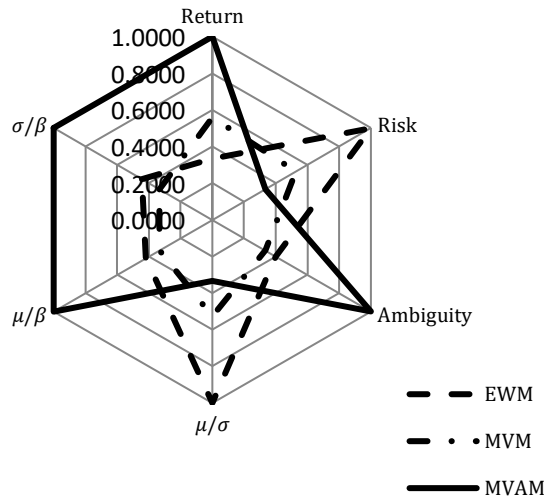 Return
1.0000
0.8000
0.6000
0.4000
0.2000
0.0000
σ/β
Risk
μ/β
Ambiguity
μ/σ
EWM
MVM
MVAM